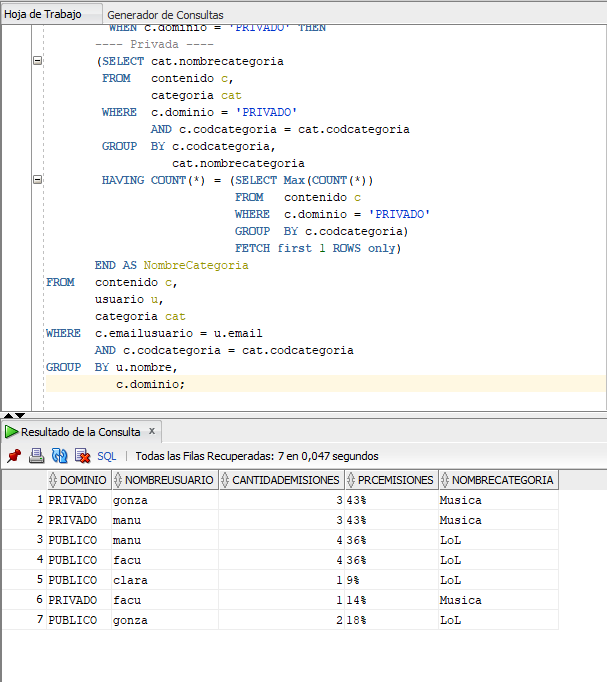 Hoja de Trabajo Generador de Consultas
WHEN c.dominio = 'PRIVADO' THEN
---- Privada ----
(SELECT cat.nombrecategoria
FROM contenido c,
categoria cat
WHERE c.dominio = 'PRIVADO'
AND c.codcategoria = cat.codcategoria
GROUP BY c.codcategoria,
cat.nombrecategoria
HAVING COUNT(*) = (SELECT Max(COUNT(*))
FROM contenido c
WHERE c.dominio = 'PRIVADO'
GROUP BY c.codcategoria)
FETCH first 1 ROWS only)
END AS NombreCategoria
FROM contenido c,
usuario u,
categoria cat
WHERE c.emailusuario = u.email
AND c.codcategoria = cat.codcategoria
GROUP BY u.nombre,
c.dominio;
Resultado de la Consulta x
SQL | Todas las Filas Recuperadas: 7 en 0,047 segundos
DOMINIO NOMBREUSUARIO CANTIDADEMISIONES PRCEMISIONES NOMBRECATEGORIA
1 PRIVADO gonza 3 43% Musica
2 PRIVADO manu 3 43% Musica
3 PUBLICO manu 4 36% LoL
4 PUBLICO facu 4 36% LoL
5 PUBLICO clara 1 9% LoL
6 PRIVADO facu 1 14% Musica
7 PUBLICO gonza 2 18% LoL